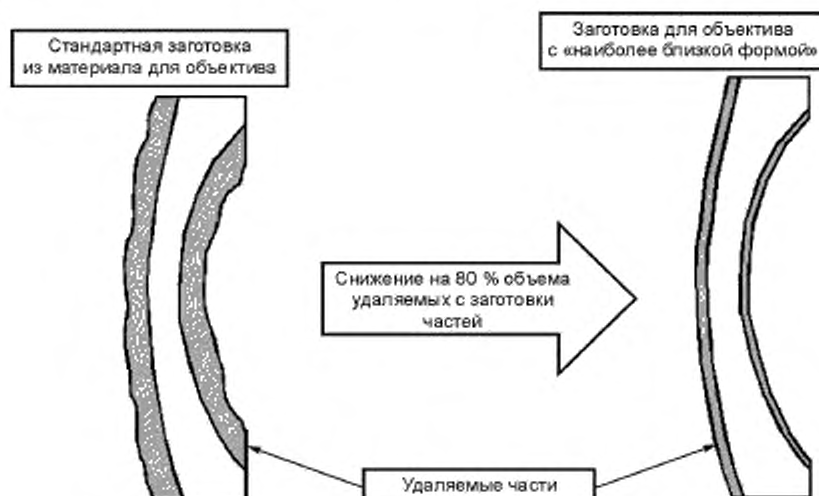 Стандартная заготовка
из материала для объектива
Заготовка для объектива
с «наиболее близкой формой»
Снижение на 80 % объема
удаляемых с заготовки
частей
Удаляемые части